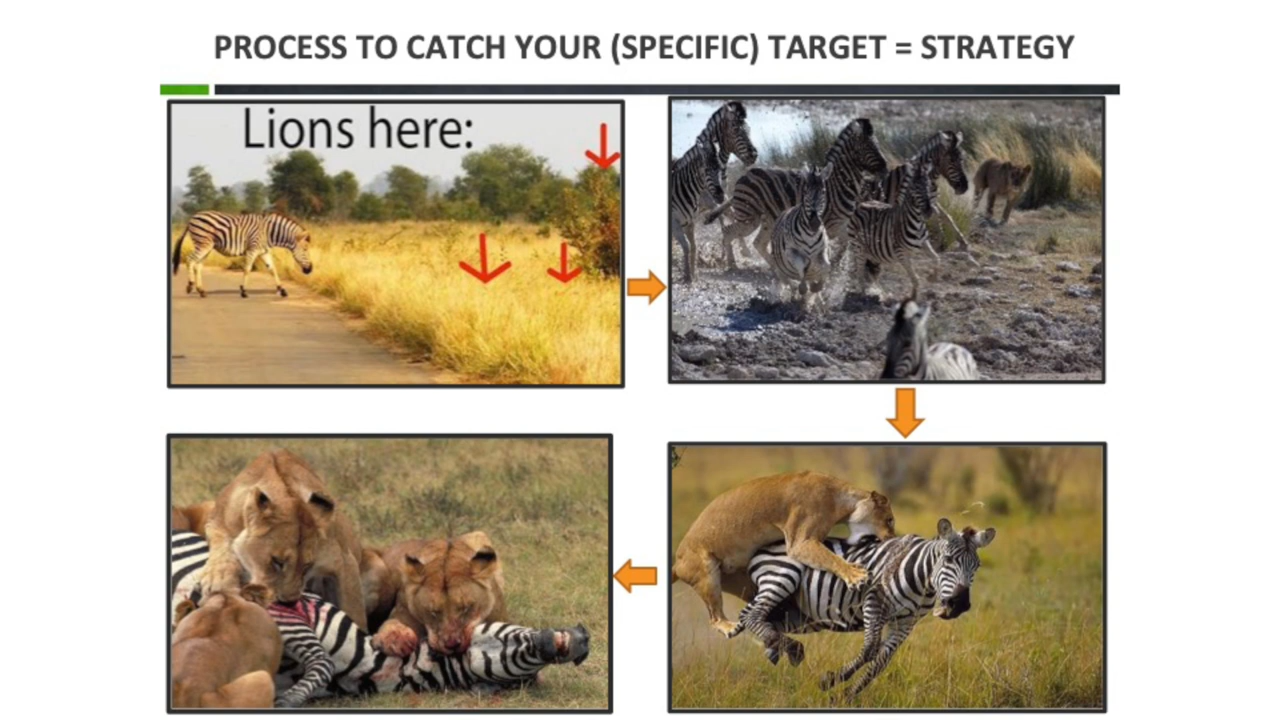 PROCESS TO CATCH YOUR (SPECIFIC) TARGET = STRATEGY
Lions here: